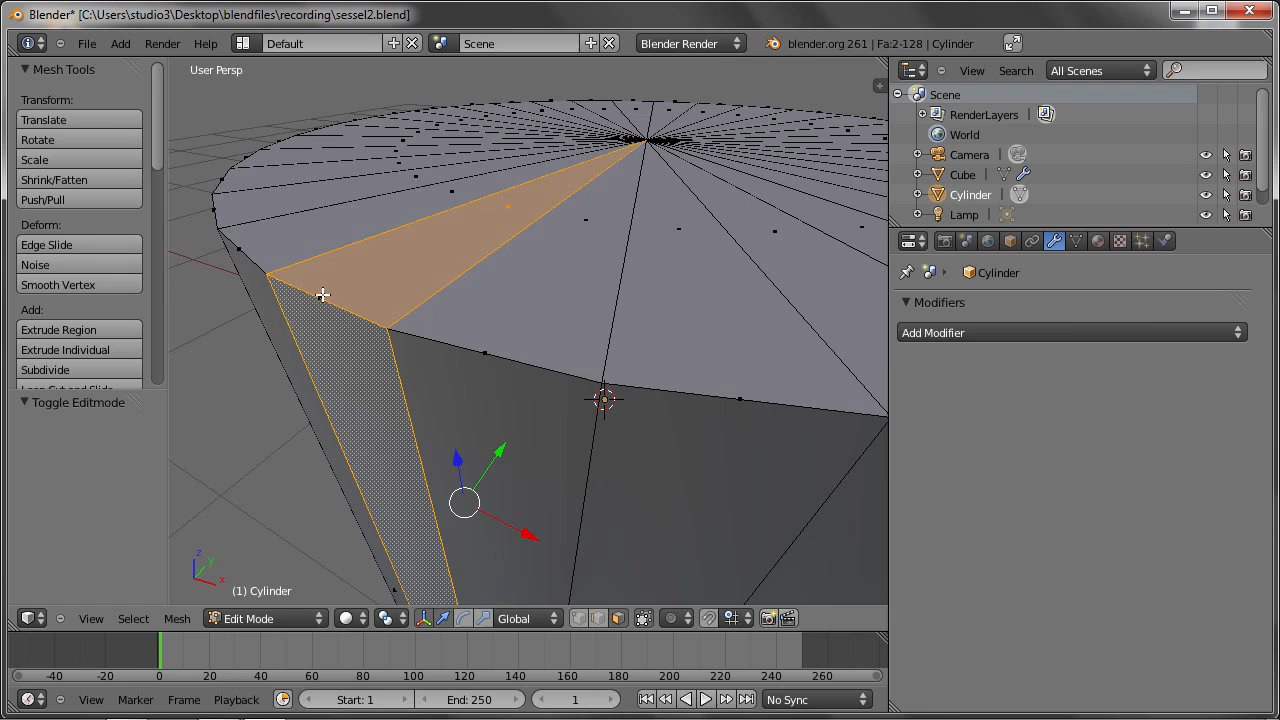 Blender* [C:\Users\studio3\Desktop\blendfiles\recording\sessel2.blend]
File Add Render Help Default Scene Blender Render blender.org 261 | Fa:2-128 | Cylinder
Mesh Tools
Transform:
Translate
Rotate
Scale
Shrink/Fatten
Push/Pull
Deform:
Edge Slide
Noise
Smooth Vertex
Add:
Extrude Region
Extrude Individual
Subdivide
Loop Cut and Slide
Toggle Editmode
User Persp
z
y
x
(1) Cylinder
View Select Mesh Edit Mode Global
View Search All Scenes
Scene
RenderLayers
World
Camera
Cube
Cylinder
Lamp
Cylinder
Modifiers
Add Modifier
-40 -20 0 20 40 60 80 100 120 140 160 180 200 220 240 260
View Marker Frame Playback Start: 1 End: 250 1 No Sync